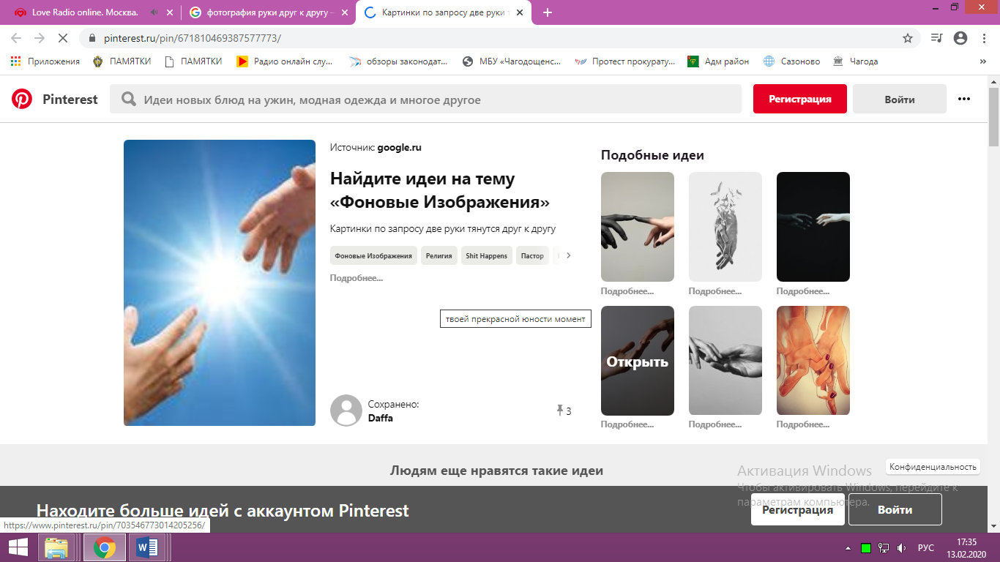 Love Radio online. Москва.
фотография руки друг к другу -
Картинки по запросу две руки т
pinterest.ru/pin/671810469387577773/
Приложения
ПАМЯТКИ
ПАМЯТКИ
Радио онлайн слу...
обзоры законодат...
МБУ «Чагодощенс...
Протест прокурату...
Адм район
Сазоново
Чагода
»
Pinterest
Идеи новых блюд на ужин, модная одежда и многое другое
Регистрация
Войти
Источник: google.ru
Найдите идеи на тему
«Фоновые Изображения»
Картинки по запросу две руки тянутся друг к другу
Фоновые Изображения
Религия
Shit Happens
Пастор
Подробнее...
твоей прекрасной юности момент
Сохранено:
Daffa
3
Подобные идеи
Подробнее...
Подробнее...
Подробнее...
Открыть
Подробнее...
Подробнее...
Подробнее...
Людям еще нравятся такие идеи
Конфиденциальность
Активация Windows
Чтобы активировать Windows, перейдите к
параметрам компьютера.
Находите больше идей с аккаунтом Pinterest
Регистрация
Войти
https://www.pinterest.ru/pin/703546773014205256/
РУС
17:35
13.02.2020